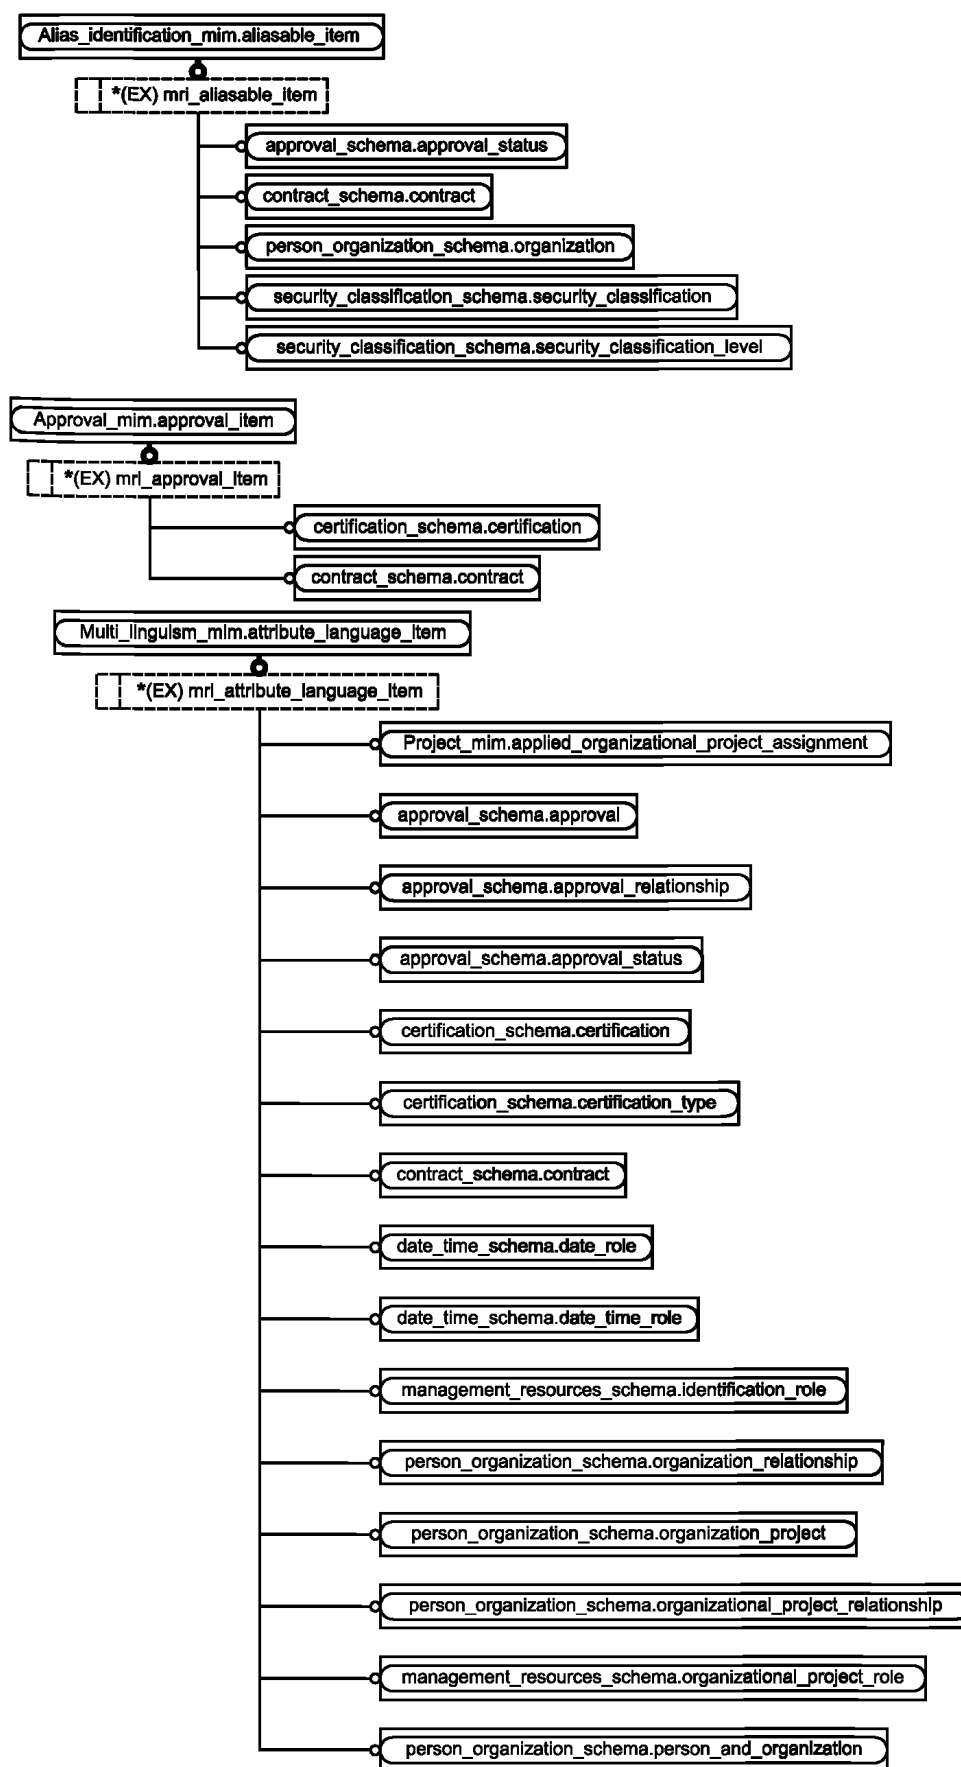 Alias_identification_mim.aliasable_item
*(EX) mri_aliasable_item
approval_schema.approval_status
contract_schema.contract
person_organization_schema.organization
security_classification_schema.security_classification
security_classification_schema.security_classification_level
Approval_mim.approval_item
*(EX) mri_approval_item
certification_schema.certification
contract_schema.contract
Multi_linguism_mim.attribute_language_item
*(EX) mri_attribute_language_item
Project_mim.applied_organizational_project_assignment
approval_schema.approval
approval_schema.approval_relationship
approval_schema.approval_status
certification_schema.certification
certification_schema.certification_type
contract_schema.contract
date_time_schema.date_role
date_time_schema.date_time_role
management_resources_schema.identification_role
person_organization_schema.organization_relationship
person_organization_schema.organization_project
person_organization_schema.organizational_project_relationship
management_resources_schema.organizational_project_role
person_organization_schema.person_and_organization